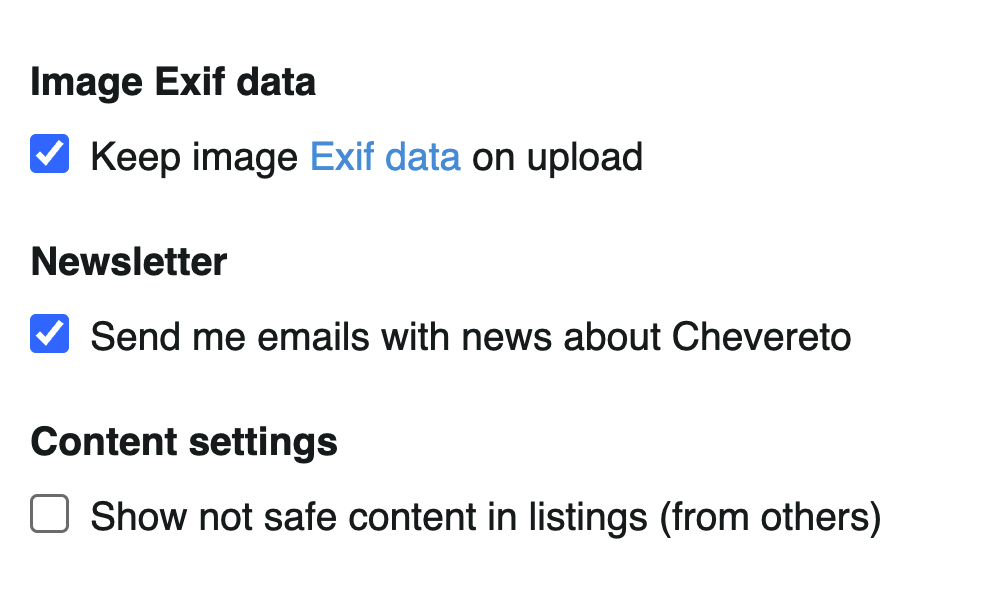 Image Exif data
Keep image Exif data on upload
Newsletter
Send me emails with news about Chevereto
Content settings
Show not safe content in listings (from others)